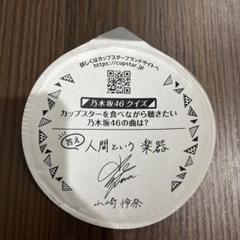 詳しくはカップスターブランドサイトへ
https://cupstar.jp/
乃木坂46 クイズ
カップスターを食べながら聴きたい
乃木坂46の曲は?
答え 人間という楽器
山崎怜奈